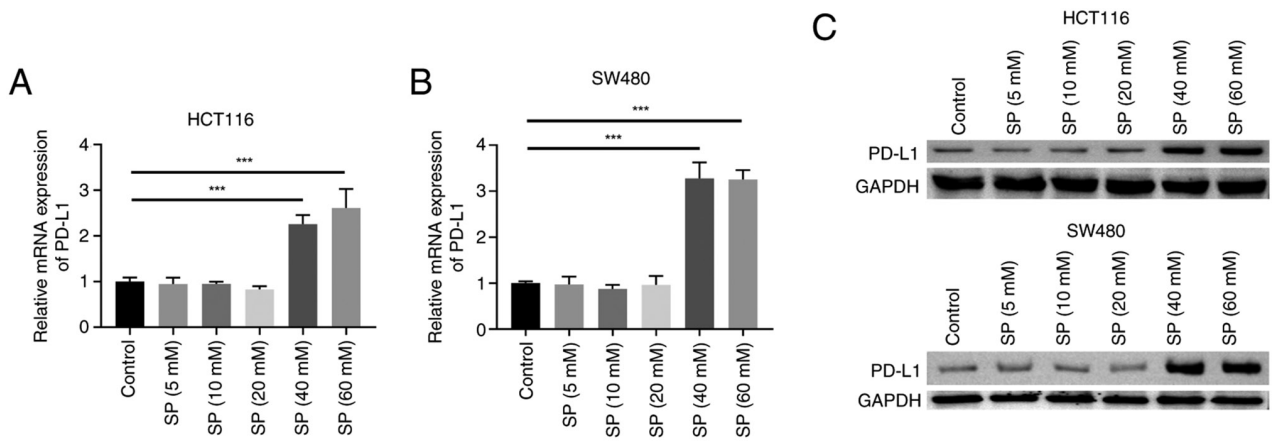 A
HCT116
Relative mRNA expression
of PD-L1
4
3
2
1
0
***
***
Control
SP (5 mM)
SP (10 mM)
SP (20 mM)
SP (40 mM)
SP (60 mM)
B
SW480
Relative mRNA expression
of PD-L1
4
3
2
1
0
***
***
Control
SP (5 mM)
SP (10 mM)
SP (20 mM)
SP (40 mM)
SP (60 mM)
C
HCT116
Control
SP (5 mM)
SP (10 mM)
SP (20 mM)
SP (40 mM)
SP (60 mM)
PD-L1
GAPDH
SW480
Control
SP (5 mM)
SP (10 mM)
SP (20 mM)
SP (40 mM)
SP (60 mM)
PD-L1
GAPDH